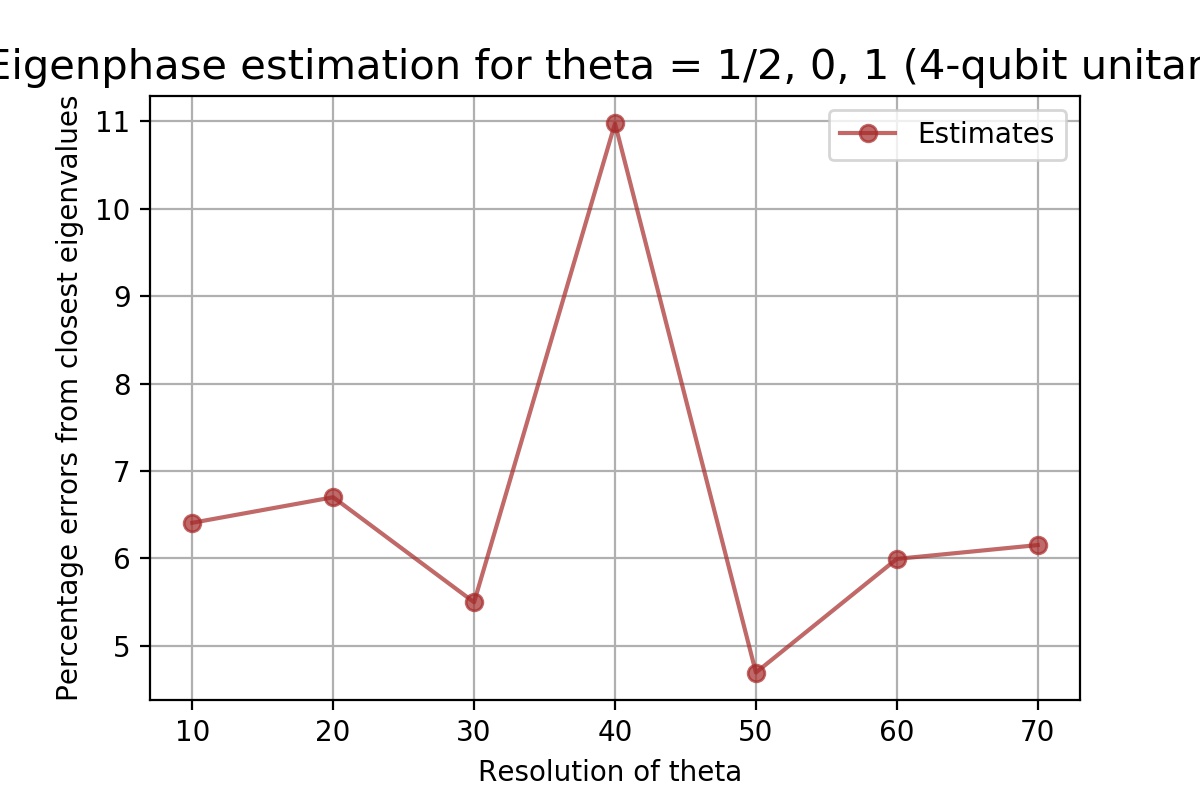 Eigenphase estimation for theta = 1/2, 0, 1 (4-qubit unitar
Estimates
Percentage errors from closest eigenvalues
11
10
9
8
7
6
5
10 20 30 40 50 60 70
Resolution of theta